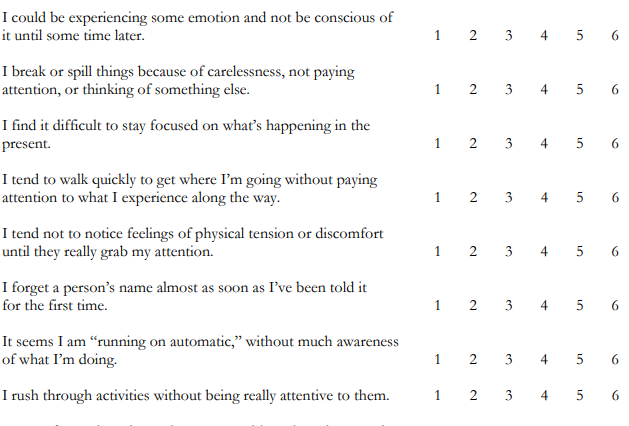 I could be experiencing some emotion and not be conscious of
it until some time later. 1 2 3 4 5 6
I break or spill things because of carelessness, not paying
attention, or thinking of something else. 1 2 3 4 5 6
I find it difficult to stay focused on what’s happening in the
present. 1 2 3 4 5 6
I tend to walk quickly to get where I’m going without paying
attention to what I experience along the way. 1 2 3 4 5 6
I tend not to notice feelings of physical tension or discomfort
until they really grab my attention. 1 2 3 4 5 6
I forget a person’s name almost as soon as I’ve been told it
for the first time. 1 2 3 4 5 6
It seems I am “running on automatic,” without much awareness
of what I’m doing. 1 2 3 4 5 6
I rush through activities without being really attentive to them. 1 2 3 4 5 6